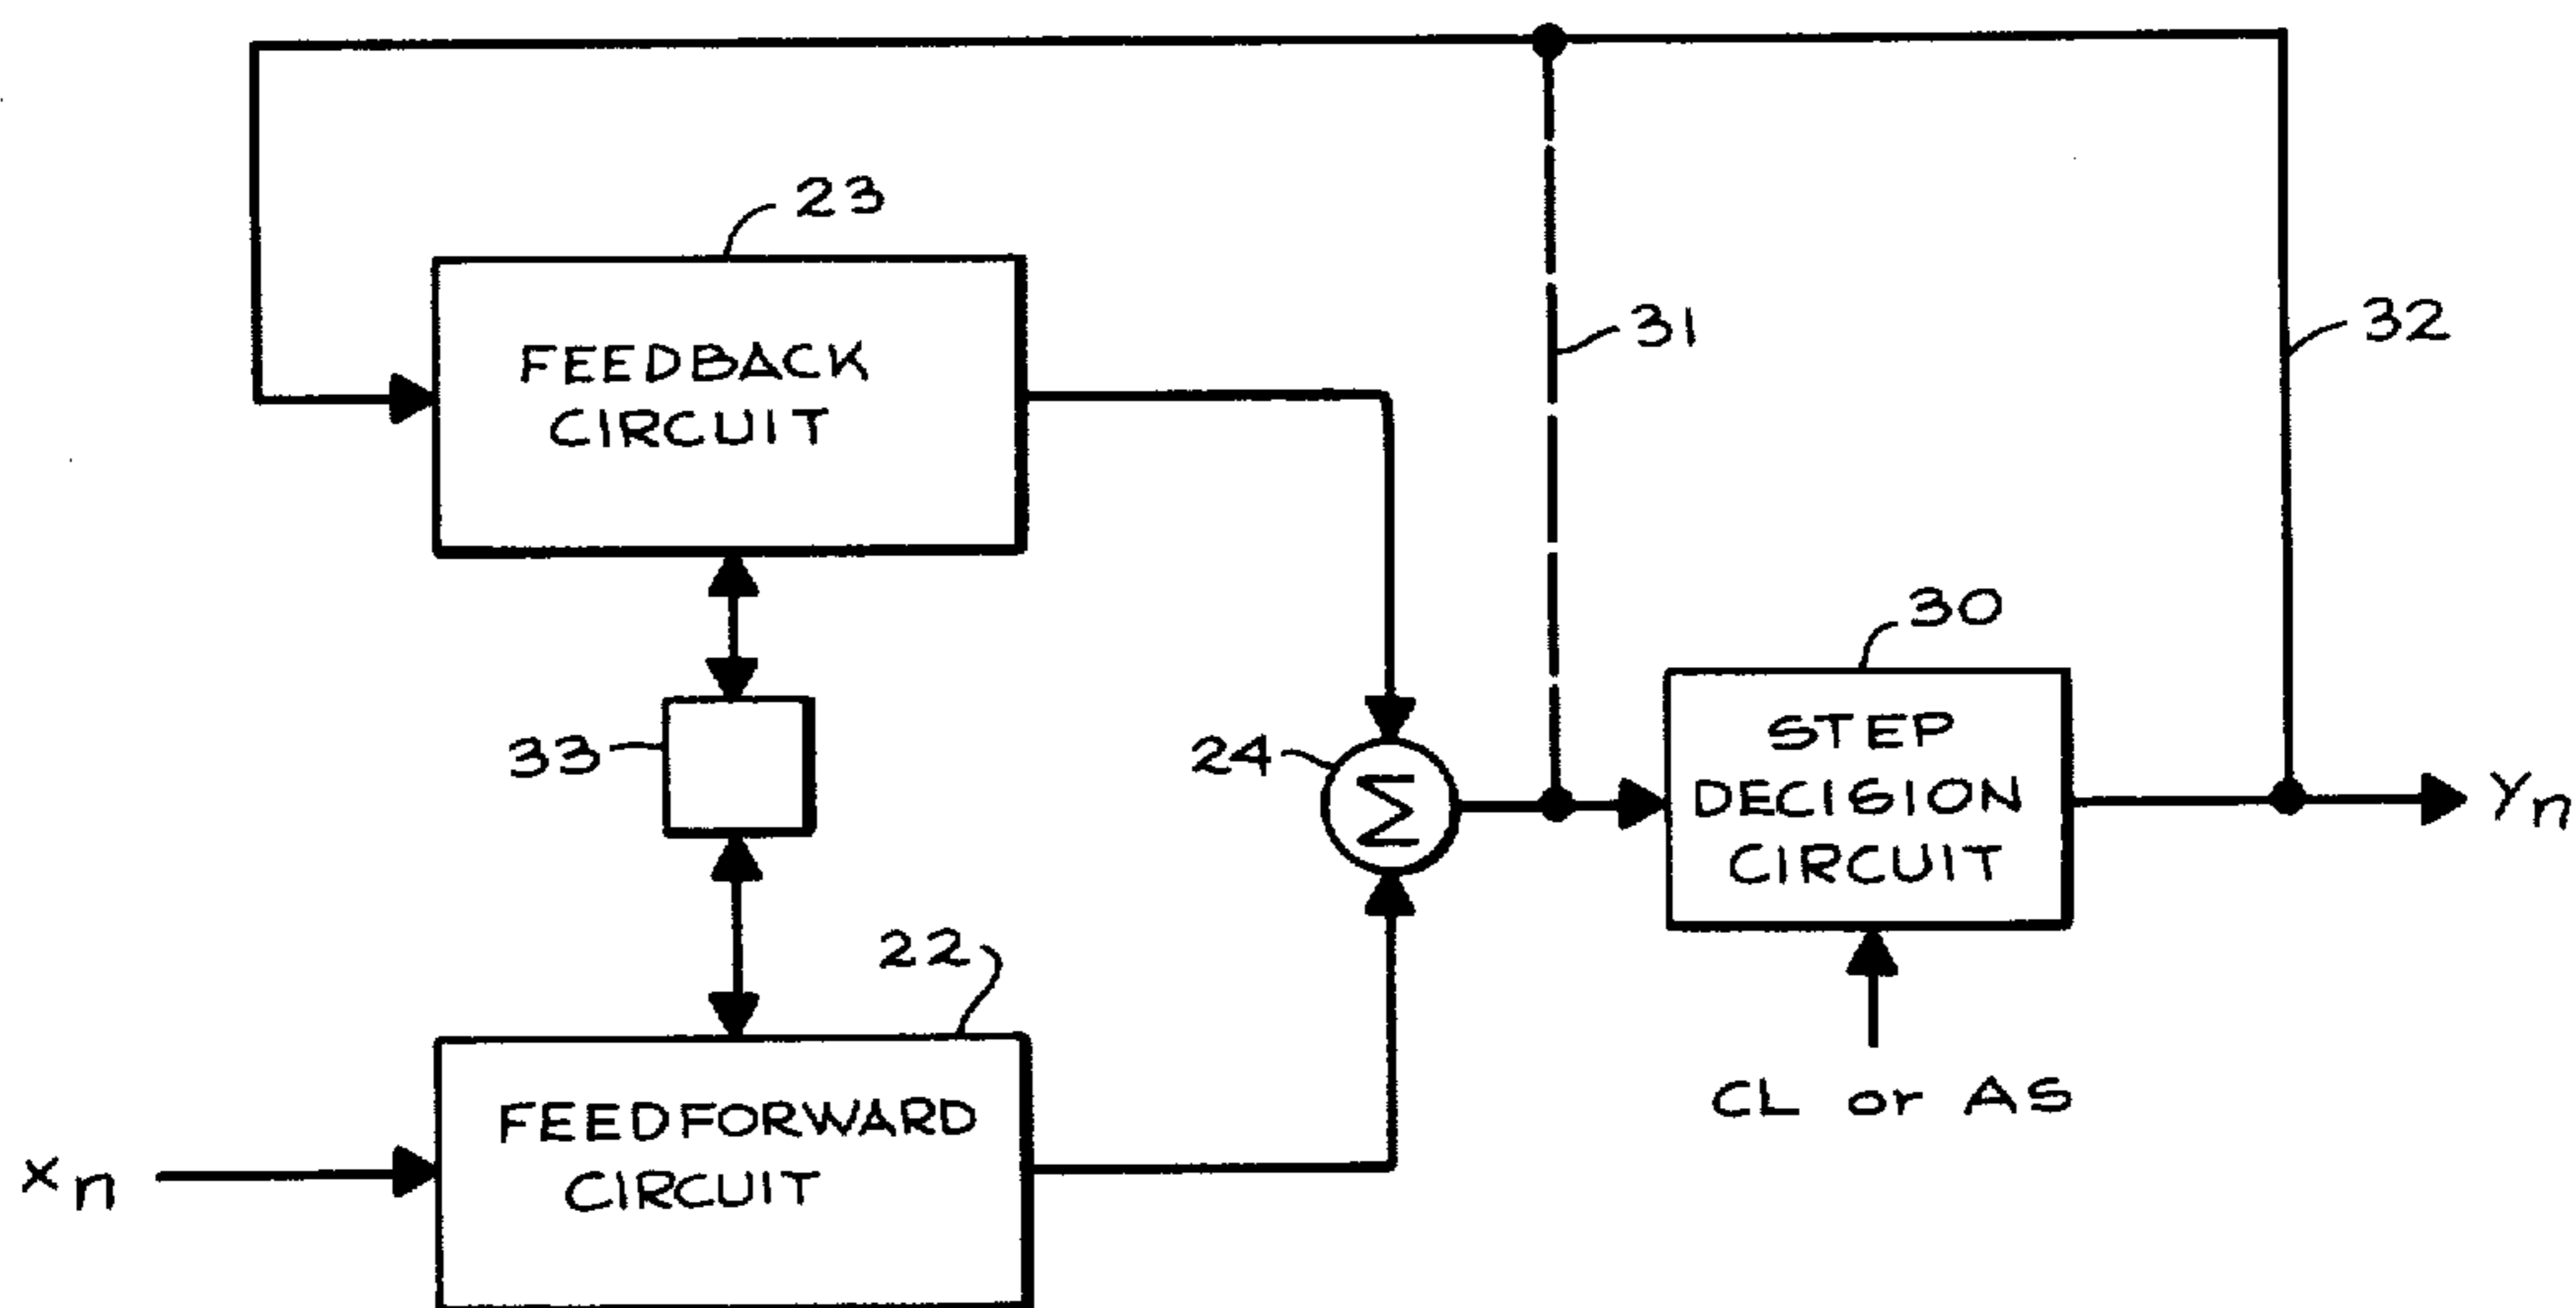 23
FEEDBACK
CIRCUIT
31
32
30
33
24
Σ
STEP
DECISION
CIRCUIT
Yn
22
CL or AS
FEEDFORWARD
CIRCUIT
Xn